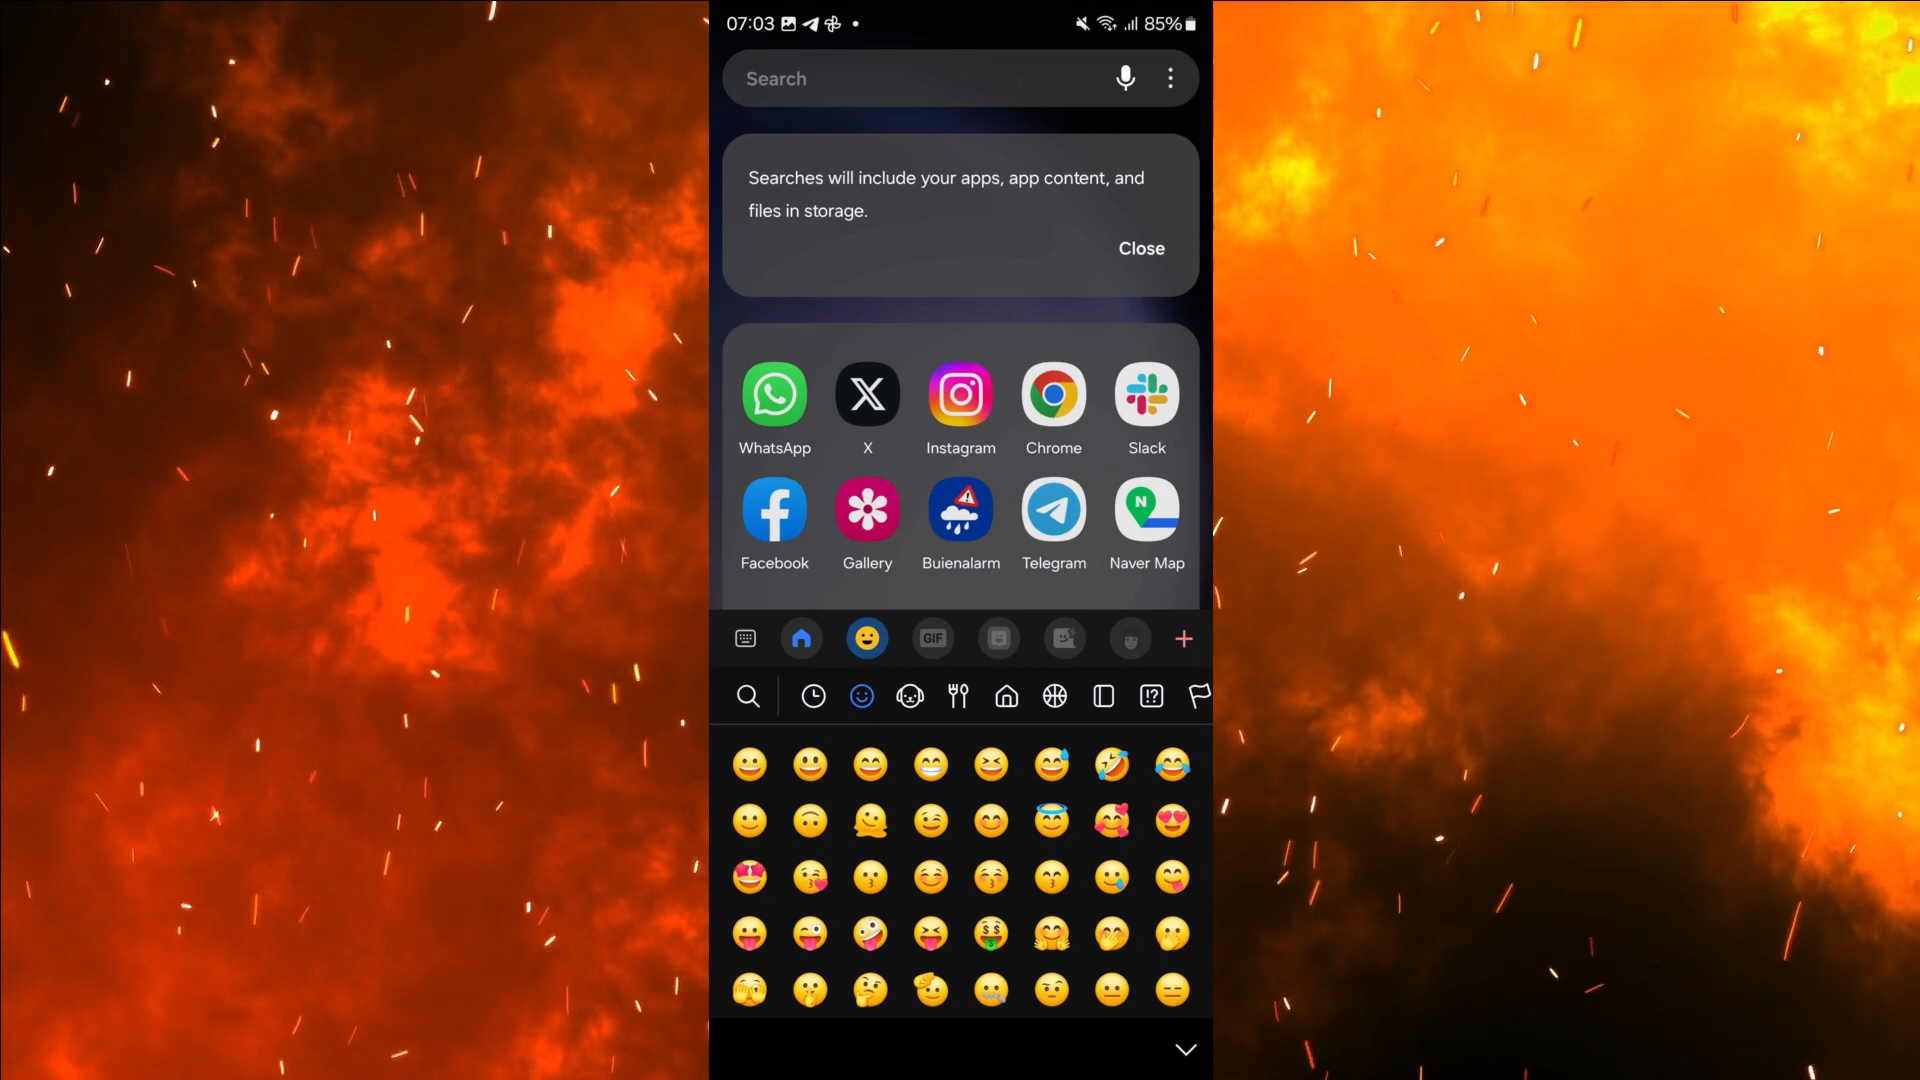 07:03
85%
Search
Searches will include your apps, app content, and
files in storage.
Close
WhatsApp X Instagram Chrome Slack
N
Facebook Gallery Buienalarm Telegram Naver Map
GIF
!?